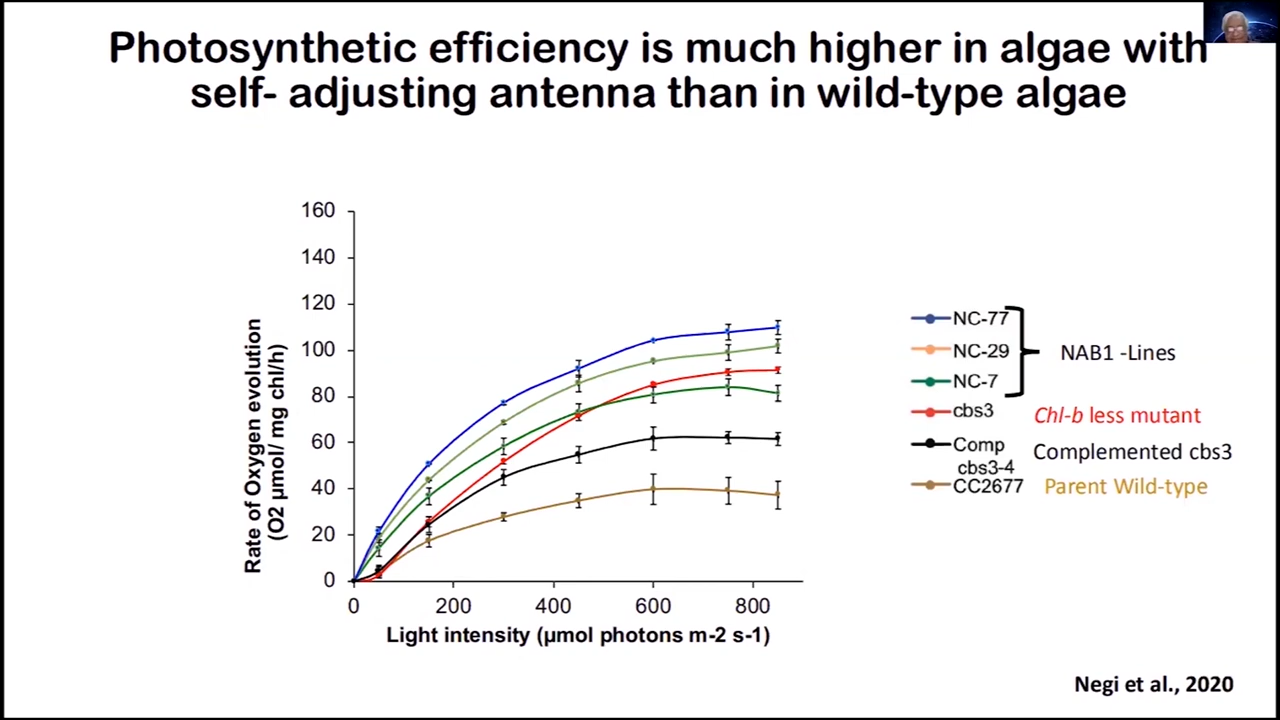 Photosynthetic efficiency is much higher in algae with
self- adjusting antenna than in wild-type algae
160
140
120
100
80
60
40
20
0
Rate of Oxygen evolution
(O2 µmol/ mg chl/h)
0 200 400 600 800
Light intensity (µmol photons m-2 s-1)
NC-77
NC-29
NC-7
NAB1 -Lines
cbs3
Chl-b less mutant
Comp
cbs3-4
Complemented cbs3
CC2677
Parent Wild-type
Negi et al., 2020